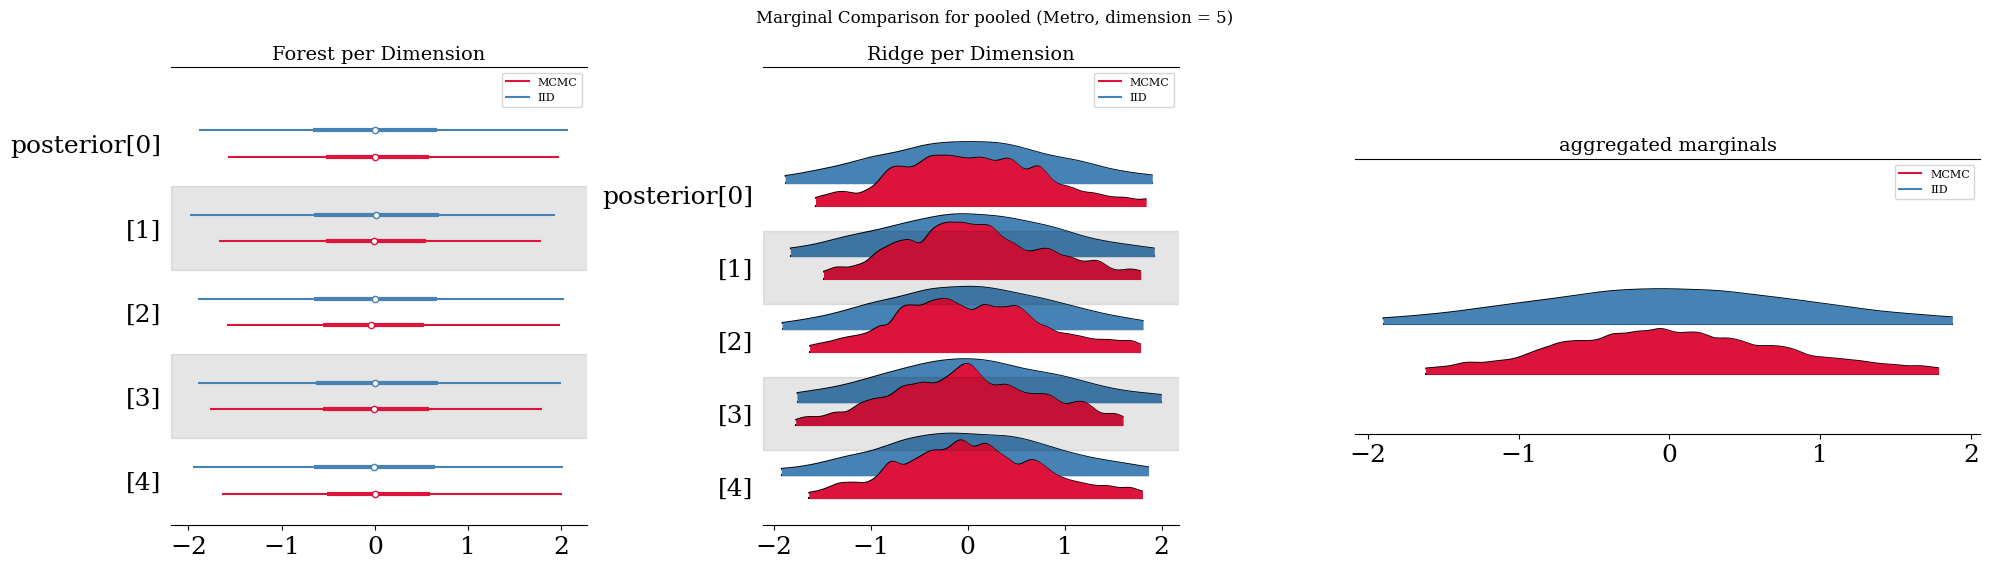 Marginal Comparison for pooled (Metro, dimension = 5)
Forest per Dimension
MCMC
IID
posterior[0]
[1]
[2]
[3]
[4]
−2 −1 0 1 2
Ridge per Dimension
MCMC
IID
posterior[0]
[1]
[2]
[3]
[4]
−2 −1 0 1 2
aggregated marginals
MCMC
IID
−2 −1 0 1 2